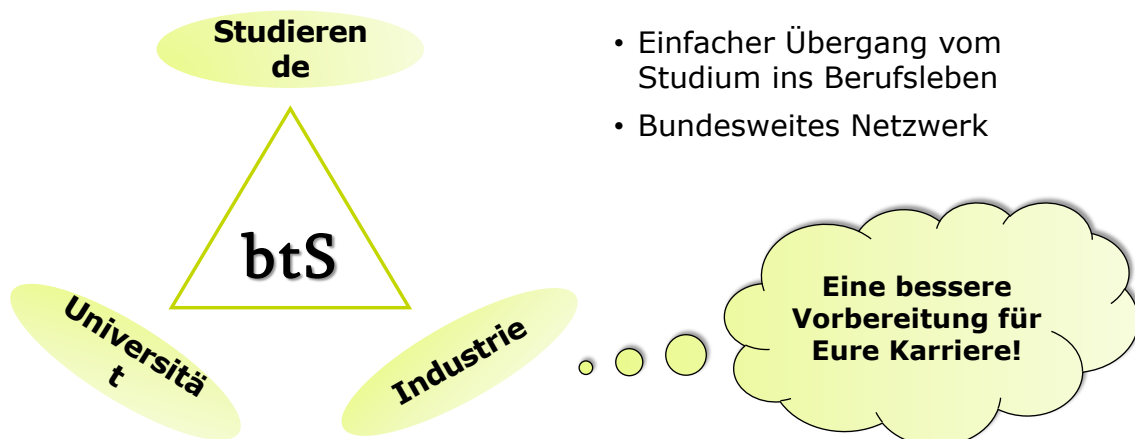 Studieren
de
• Einfacher Übergang vom
Studium ins Berufsleben
• Bundesweites Netzwerk
btS
Universitä
t
Industrie
Eine bessere
Vorbereitung für
Eure Karriere!